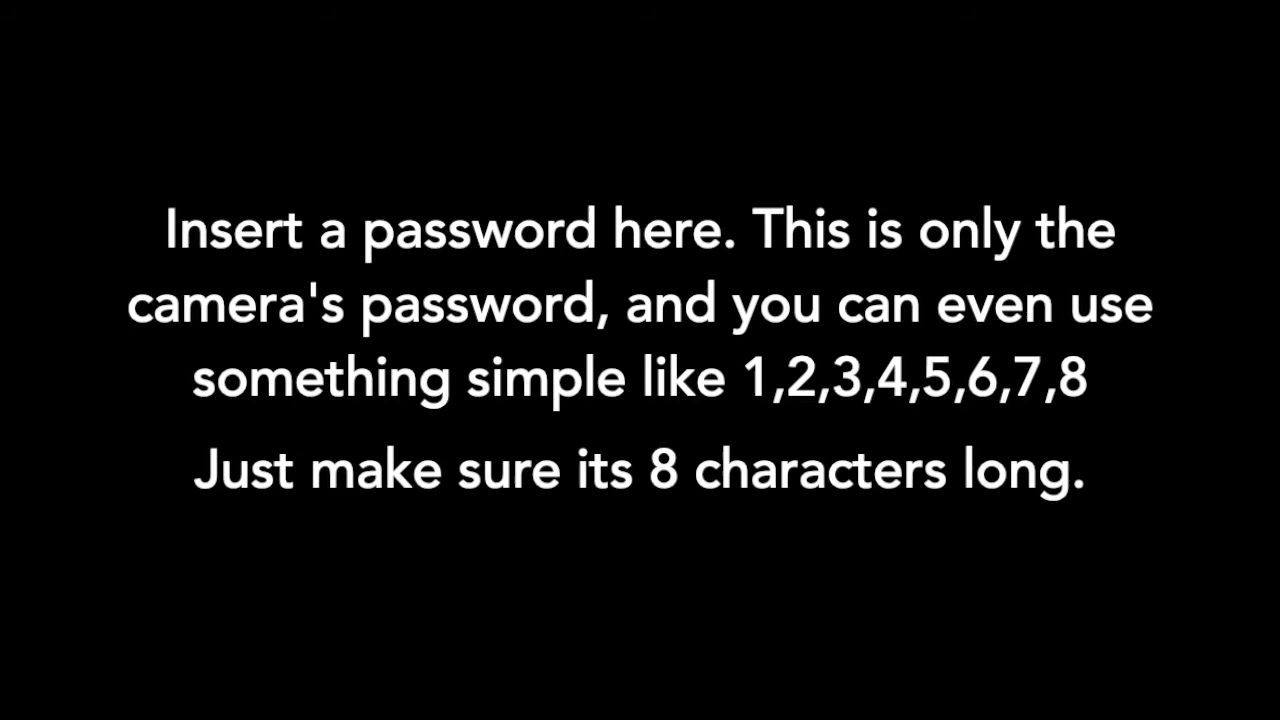 Insert a password here. This is only the
camera's password, and you can even use
something simple like 1,2,3,4,5,6,7,8
Just make sure its 8 characters long.